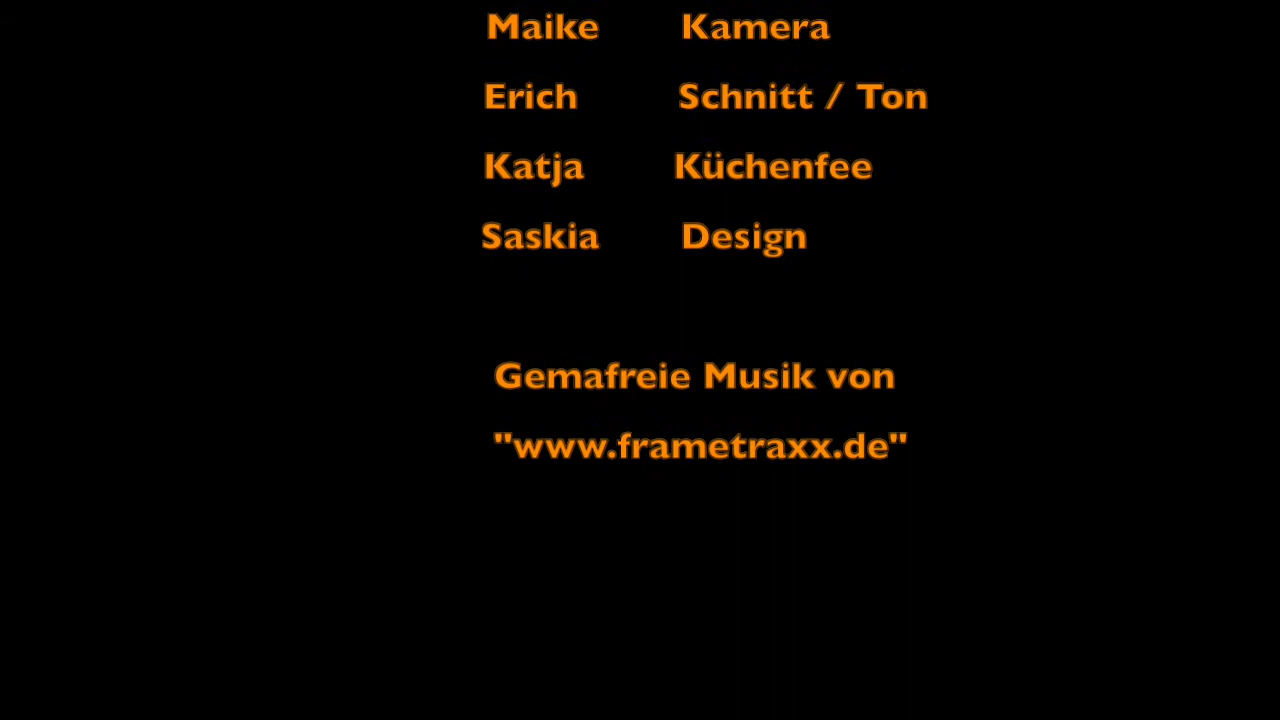 Maike Kamera
Erich Schnitt / Ton
Katja Küchenfee
Saskia Design
Gemafreie Musik von
"www.frametraxx.de"